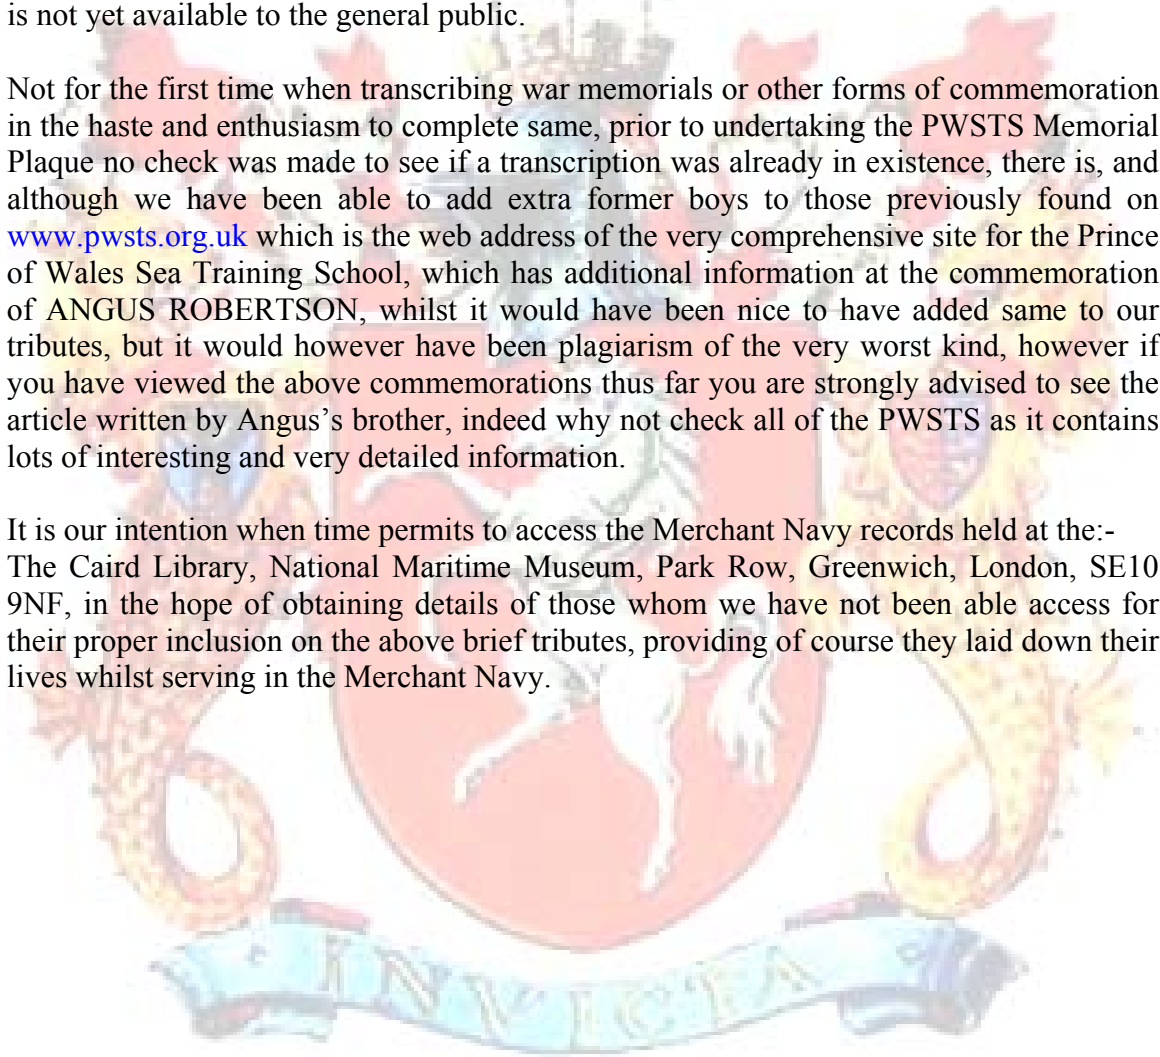 is not yet available to the general public.
Not for the first time when transcribing war memorials or other forms of commemoration
in the haste and enthusiasm to complete same, prior to undertaking the PWSTS Memorial
Plaque no check was made to see if a transcription was already in existence, there is, and
although we have been able to add extra former boys to those previously found on
www.pwsts.org.uk which is the web address of the very comprehensive site for the Prince
of Wales Sea Training School, which has additional information at the commemoration
of ANGUS ROBERTSON, whilst it would have been nice to have added same to our
tributes, but it would however have been plagiarism of the very worst kind, however if
you have viewed the above commemorations thus far you are strongly advised to see the
article written by Angus’s brother, indeed why not check all of the PWSTS as it contains
lots of interesting and very detailed information.
It is our intention when time permits to access the Merchant Navy records held at the:-
The Caird Library, National Maritime Museum, Park Row, Greenwich, London, SE10
9NF, in the hope of obtaining details of those whom we have not been able access for
their proper inclusion on the above brief tributes, providing of course they laid down their
lives whilst serving in the Merchant Navy.
INVICTA